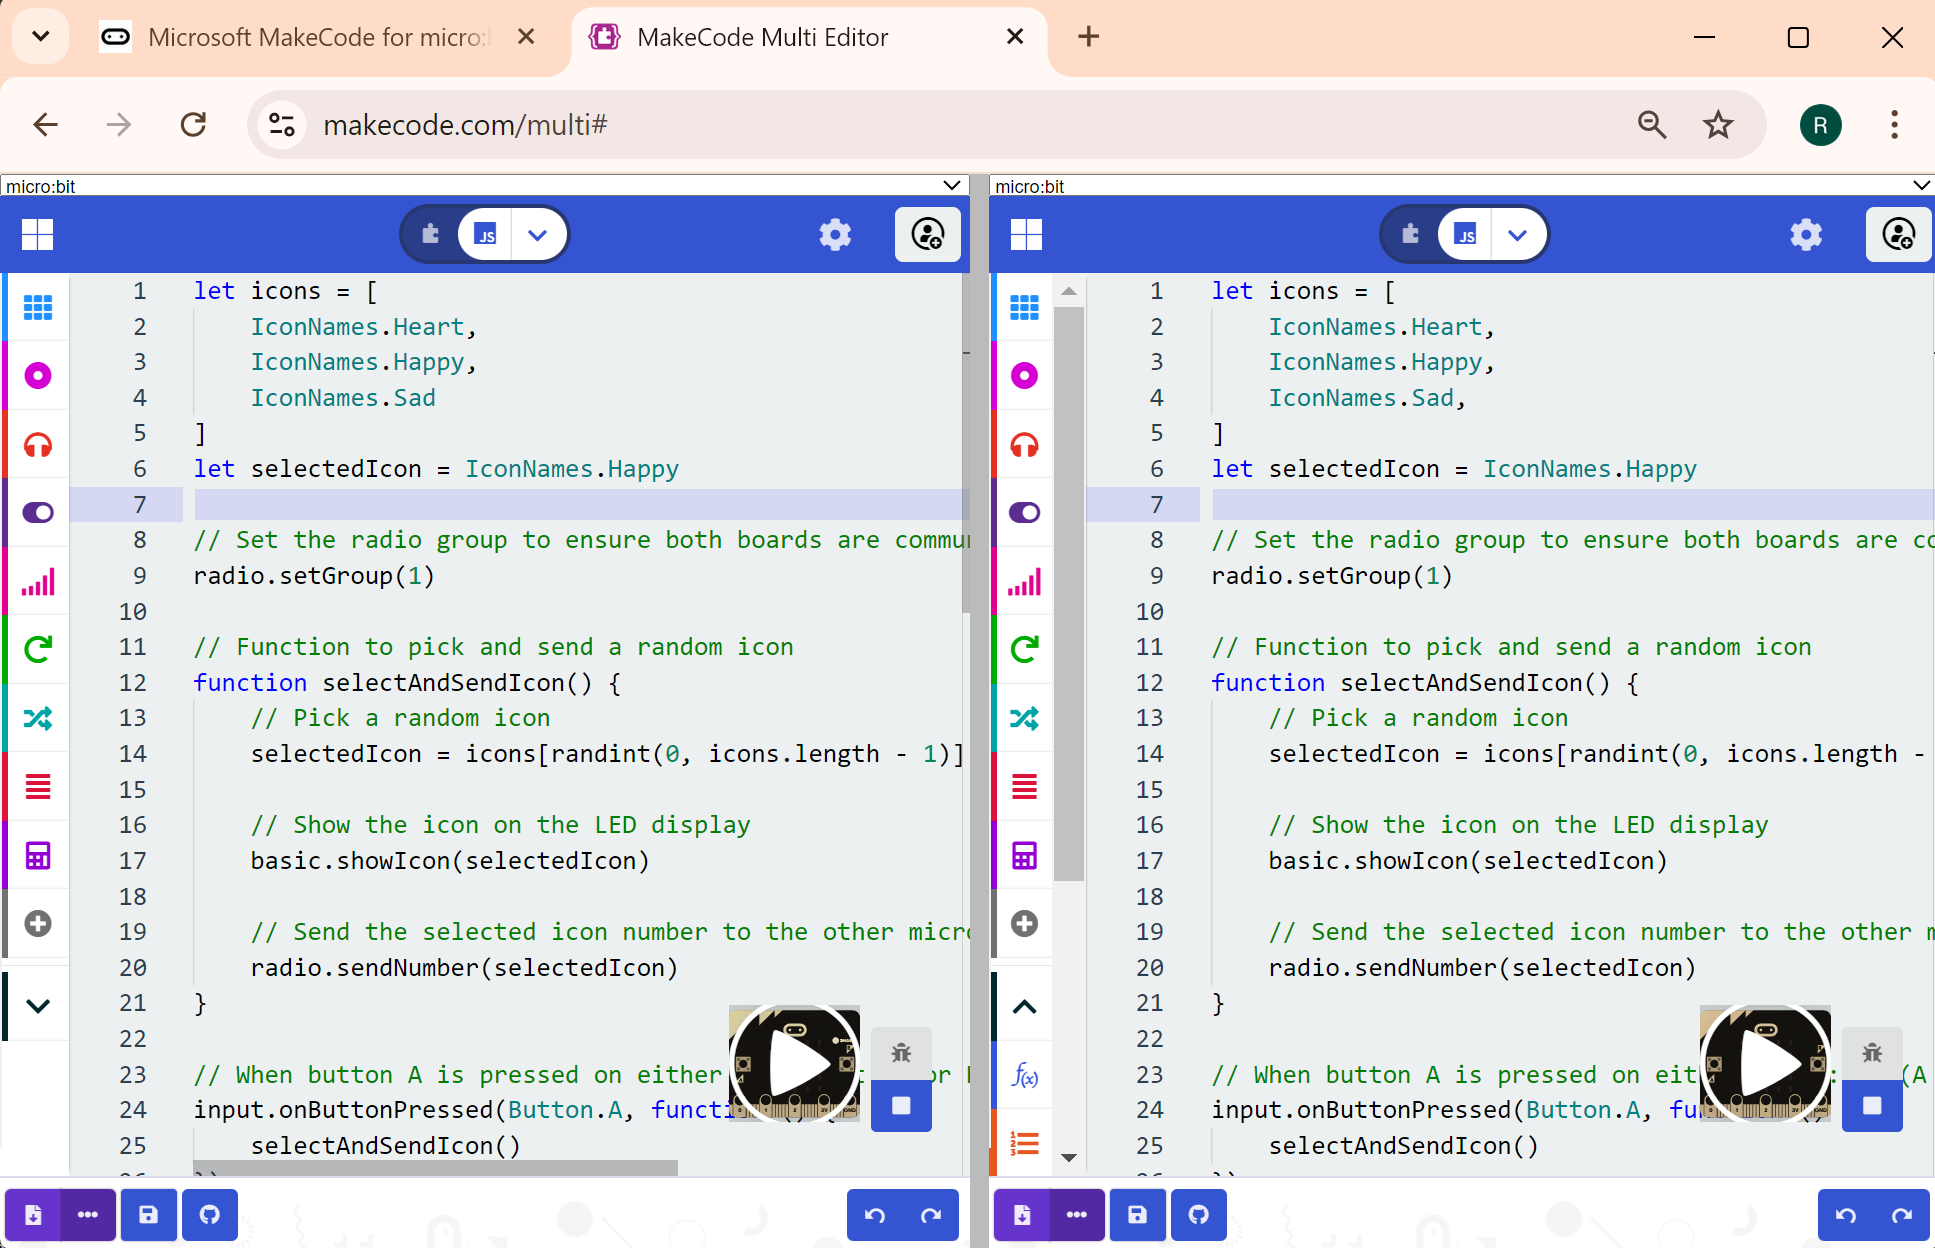 Microsoft MakeCode for micro:
MakeCode Multi Editor
makecode.com/multi#
R
micro:bit
JS
1 let icons = [
2 IconNames.Heart,
3 IconNames.Happy,
4 IconNames.Sad
5 ]
6 let selectedIcon = IconNames.Happy
7
8 // Set the radio group to ensure both boards are commu
9 radio.setGroup(1)
10
11 // Function to pick and send a random icon
12 function selectAndSendIcon() {
13 // Pick a random icon
14 selectedIcon = icons[randint(0, icons.length - 1)]
15
16 // Show the icon on the LED display
17 basic.showIcon(selectedIcon)
18
19 // Send the selected icon number to the other micro
20 radio.sendNumber(selectedIcon)
21 }
22
23 // When button A is pressed on either or
24 input.onButtonPressed(Button.A, functi
25 selectAndSendIcon()
micro:bit
JS
1 let icons = [
2 IconNames.Heart,
3 IconNames.Happy,
4 IconNames.Sad,
5 ]
6 let selectedIcon = IconNames.Happy
7
8 // Set the radio group to ensure both boards are co
9 radio.setGroup(1)
10
11 // Function to pick and send a random icon
12 function selectAndSendIcon() {
13 // Pick a random icon
14 selectedIcon = icons[randint(0, icons.length -
15
16 // Show the icon on the LED display
17 basic.showIcon(selectedIcon)
18
19 // Send the selected icon number to the other m
20 radio.sendNumber(selectedIcon)
21 }
22
23 // When button A is pressed on eit (A
24 input.onButtonPressed(Button.A, fu
25 selectAndSendIcon()
f(x)